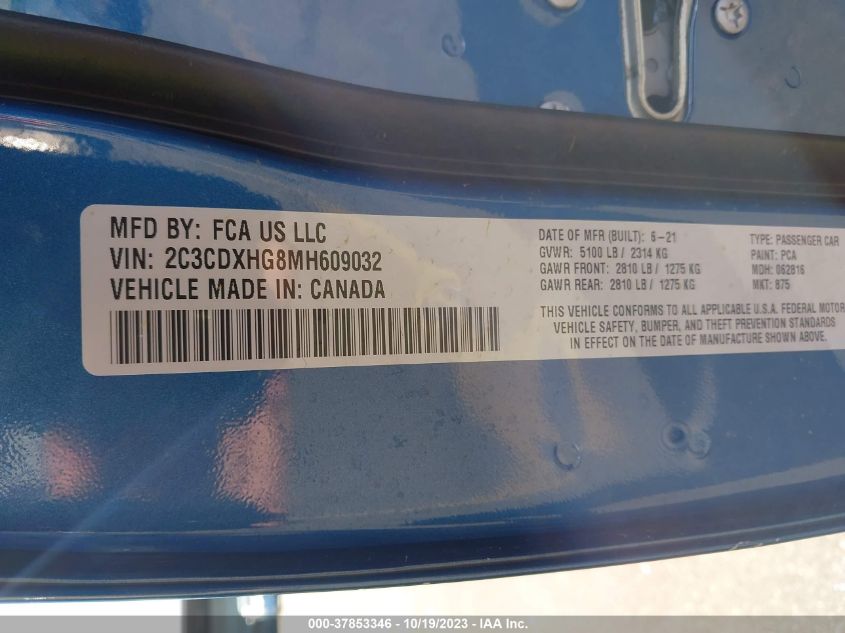 MFD BY: FCA US LLC
VIN: 2C3CDXHG8MH609032
VEHICLE MADE IN: CANADA
DATE OF MFR (BUILT): 6-21
GVWR: 5100 LB / 2314 KG
GAWR FRONT: 2810 LB / 1275 KG
GAWR REAR: 2810 LB / 1275 KG
TYPE: PASSENGER CAR
PAINT: PCA
MDH: 062816
MKT: 875
THIS VEHICLE CONFORMS TO ALL APPLICABLE U.S.A. FEDERAL MOTOR
VEHICLE SAFETY, BUMPER, AND THEFT PREVENTION STANDARDS
IN EFFECT ON THE DATE OF MANUFACTURE SHOWN ABOVE.
000-37853346 - 10/19/2023 - IAA Inc.